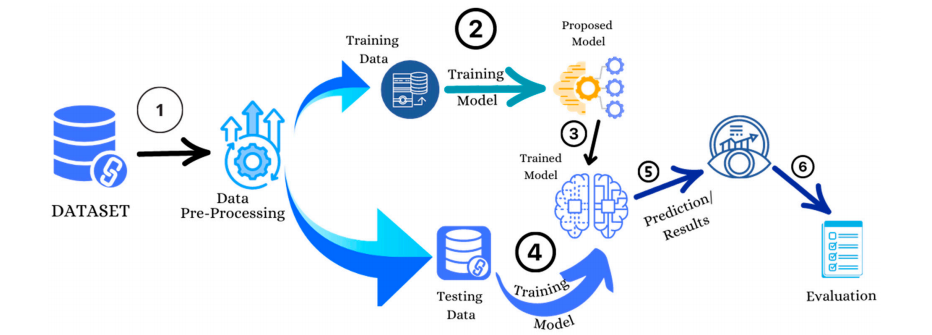 1
DATASET
Data
Pre-Processing
Training
Data
2
Training
Model
Proposed
Model
3
Trained
Model
Testing
Data
4
Training
Model
5
Prediction/
Results
6
Evaluation